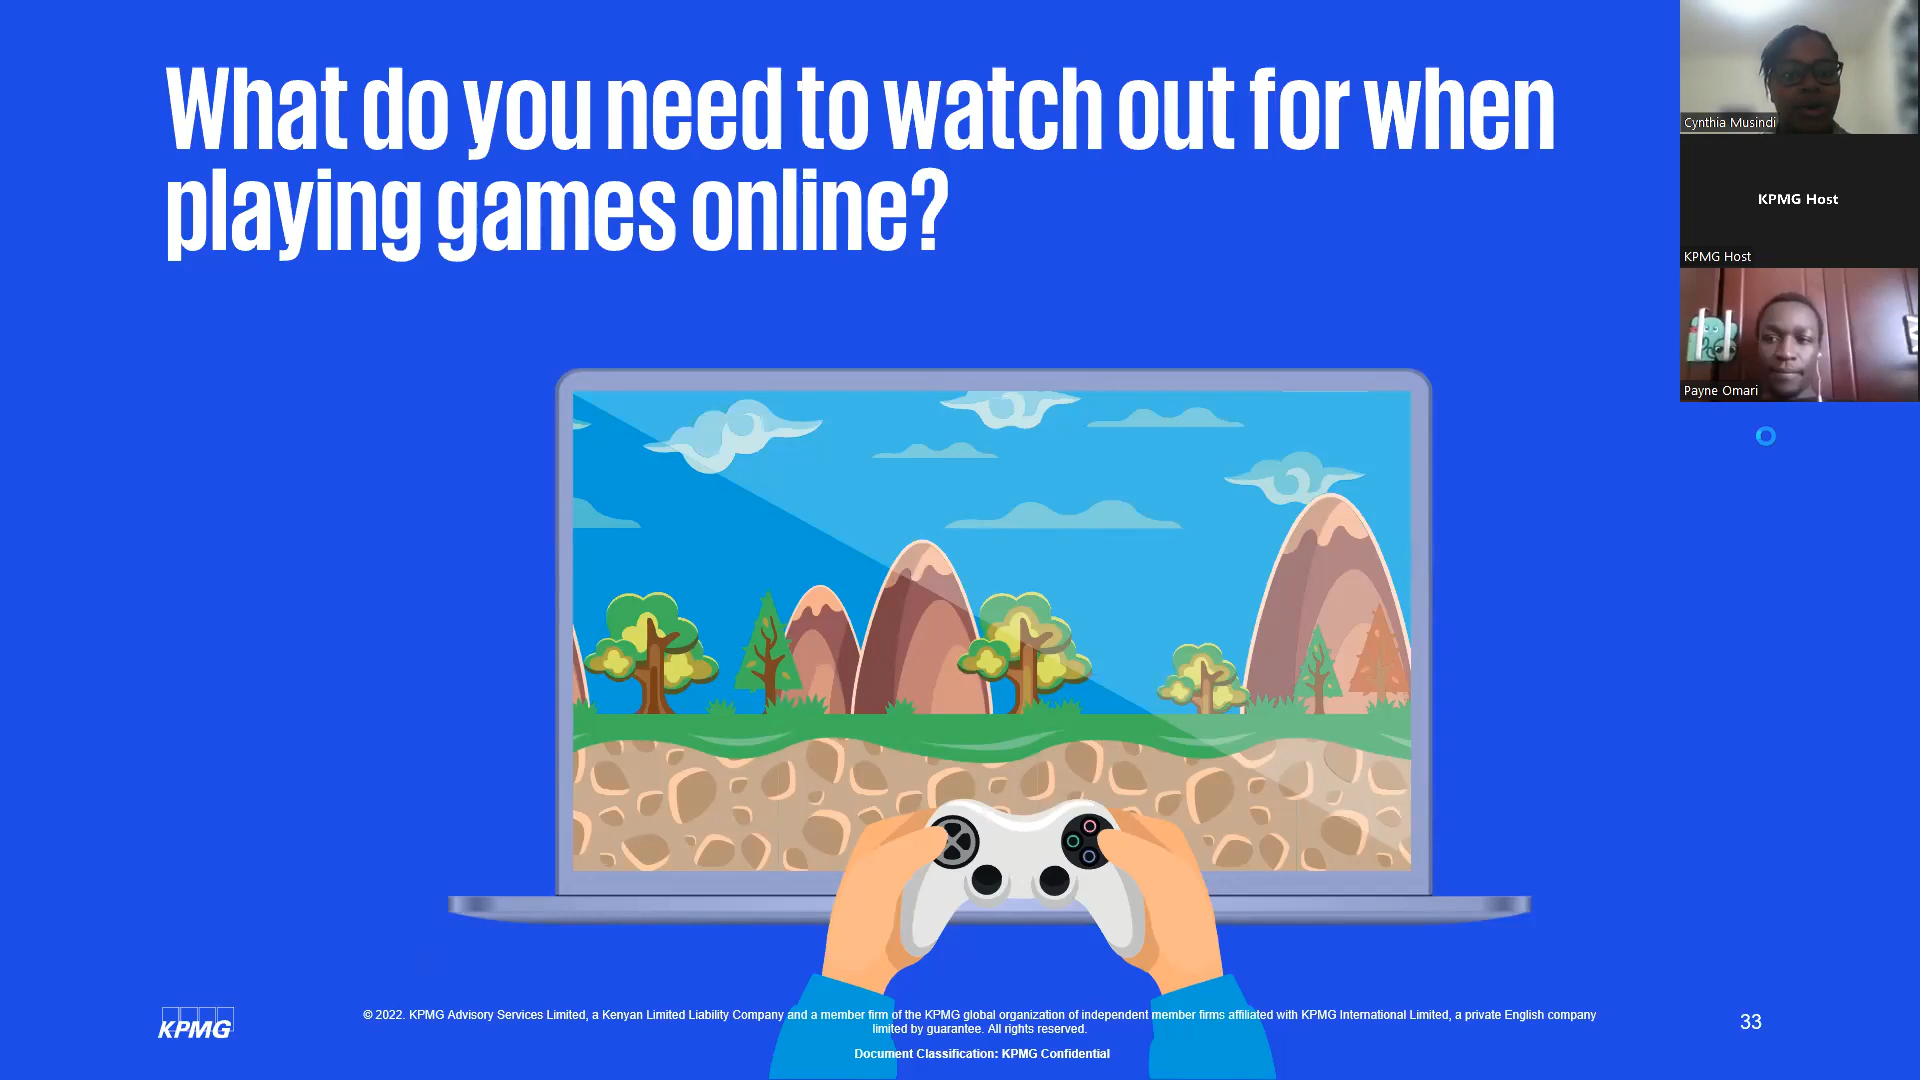 What do you need to watch out for when
playing games online?
Cynthia Musindi
KPMG Host
KPMG Host
Payne Omari
KPMG
© 2022. KPMG Advisory Services Limited, a Kenyan Limited Liability Company and a member firm of the KPMG global organization of independent member firms affiliated with KPMG International Limited, a private English company
limited by guarantee. All rights reserved.
33
Document Classification: KPMG Confidential